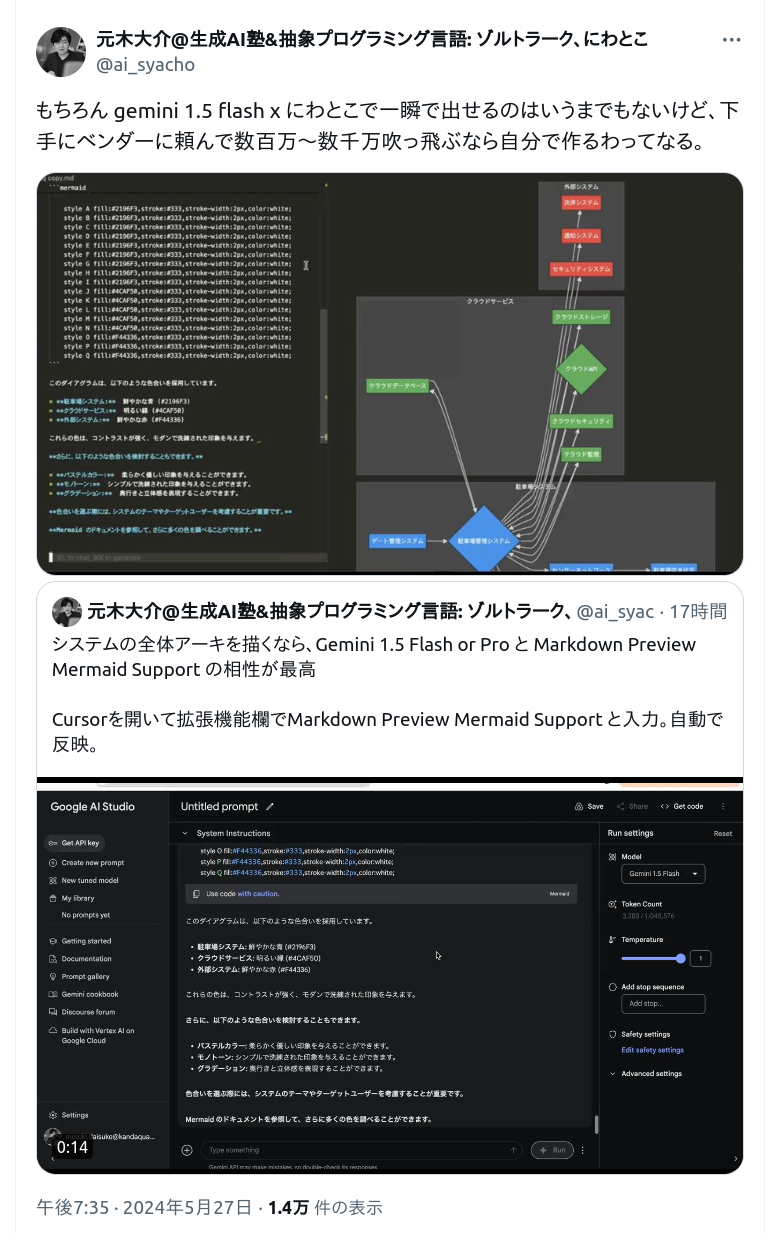 元木大介@生成AI塾&抽象プログラミング言語: ゾルトラーク、にわとこ
@ai_syacho
もちろん gemini 1.5 flash x にわとこで一瞬で出せるのはいうまでもないけど、下
手にベンダーに頼んで数百万〜数千万吹っ飛ぶなら自分で作るわってなる。
copy.md
```mermaid
style A fill:#2196F3,stroke:#333,stroke-width:2px,color:white;
style B fill:#2196F3,stroke:#333,stroke-width:2px,color:white;
style C fill:#2196F3,stroke:#333,stroke-width:2px,color:white;
style D fill:#2196F3,stroke:#333,stroke-width:2px,color:white;
style E fill:#2196F3,stroke:#333,stroke-width:2px,color:white;
style F fill:#2196F3,stroke:#333,stroke-width:2px,color:white;
style G fill:#2196F3,stroke:#333,stroke-width:2px,color:white;
style H fill:#2196F3,stroke:#333,stroke-width:2px,color:white;
style I fill:#2196F3,stroke:#333,stroke-width:2px,color:white;
style J fill:#4CAF50,stroke:#333,stroke-width:2px,color:white;
style K fill:#4CAF50,stroke:#333,stroke-width:2px,color:white;
style L fill:#4CAF50,stroke:#333,stroke-width:2px,color:white;
style M fill:#4CAF50,stroke:#333,stroke-width:2px,color:white;
style N fill:#4CAF50,stroke:#333,stroke-width:2px,color:white;
style O fill:#F44336,stroke:#333,stroke-width:2px,color:white;
style P fill:#F44336,stroke:#333,stroke-width:2px,color:white;
style Q fill:#F44336,stroke:#333,stroke-width:2px,color:white;
```
このダイアグラムは、以下のような色合いを採用しています。
* **駐車場システム:** 鮮やかな青 (#2196F3)
* **クラウドサービス:** 明るい緑 (#4CAF50)
* **外部システム:** 鮮やかな赤 (#F44336)
これらの色は、コントラストが強く、モダンで洗練された印象を与えます。
**さらに、以下のような色合いを検討することもできます。**
* **パステルカラー:** 柔らかく優しい印象を与えることができます。
* **モノトーン:** シンプルで洗練された印象を与えることができます。
* **グラデーション:** 奥行きと立体感を表現することができます。
**色合いを選ぶ際には、システムのテーマやターゲットユーザーを考慮することが重要です。**
**Mermaid のドキュメントを参照して、さらに多くの色を調べることができます。**
外部システム
決済システム
通知システム
セキュリティシステム
クラウドサービス
クラウドストレージ
クラウドAPI
クラウドデータベース
クラウドセキュリティ
クラウド監視
駐車場システム
ゲート管理システム
駐車場管理システム
センサーネットワーク
元木大介@生成AI塾&抽象プログラミング言語: ゾルトラーク、 @ai_syac · 17時間
システムの全体アーキを描くなら、Gemini 1.5 Flash or Pro と Markdown Preview
Mermaid Support の相性が最高
Cursorを開いて拡張機能欄でMarkdown Preview Mermaid Support と入力。自動で
反映。
Google AI Studio
Get API key
Create new prompt
New tuned model
My library
No prompts yet
Getting started
Documentation
Prompt gallery
Gemini cookbook
Discourse forum
Build with Vertex AI on
Google Cloud
Settings
aisuke@kandaqua...
0:14
Untitled prompt
Save
Share
Get code
System Instructions
style O fill:#F44336,stroke:#333,stroke-width:2px,color:white;
style P fill:#F44336,stroke:#333,stroke-width:2px,color:white;
style Q fill:#F44336,stroke:#333,stroke-width:2px,color:white;
Use code with caution.
Mermaid
このダイアグラムは、以下のような色合いを採用しています。
• 駐車場システム: 鮮やかな青 (#2196F3)
• クラウドサービス: 明るい緑 (#4CAF50)
• 外部システム: 鮮やかな赤 (#F44336)
これらの色は、コントラストが強く、モダンで洗練された印象を与えます。
さらに、以下のような色合いを検討することもできます。
• パステルカラー: 柔らかく優しい印象を与えることができます。
• モノトーン: シンプルで洗練された印象を与えることができます。
• グラデーション: 奥行きと立体感を表現することができます。
色合いを選ぶ際には、システムのテーマやターゲットユーザーを考慮することが重要です。
Mermaid のドキュメントを参照して、さらに多くの色を調べることができます。
Type something
Run
Gemini API may make mistakes, so double-check its responses
Run settings
Reset
Model
Gemini 1.5 Flash
Token Count
3,283 / 1,048,576
Temperature
1
Add stop sequence
Add stop...
Safety settings
Edit safety settings
Advanced settings
午後7:35 · 2024年5月27日 · 1.4万 件の表示